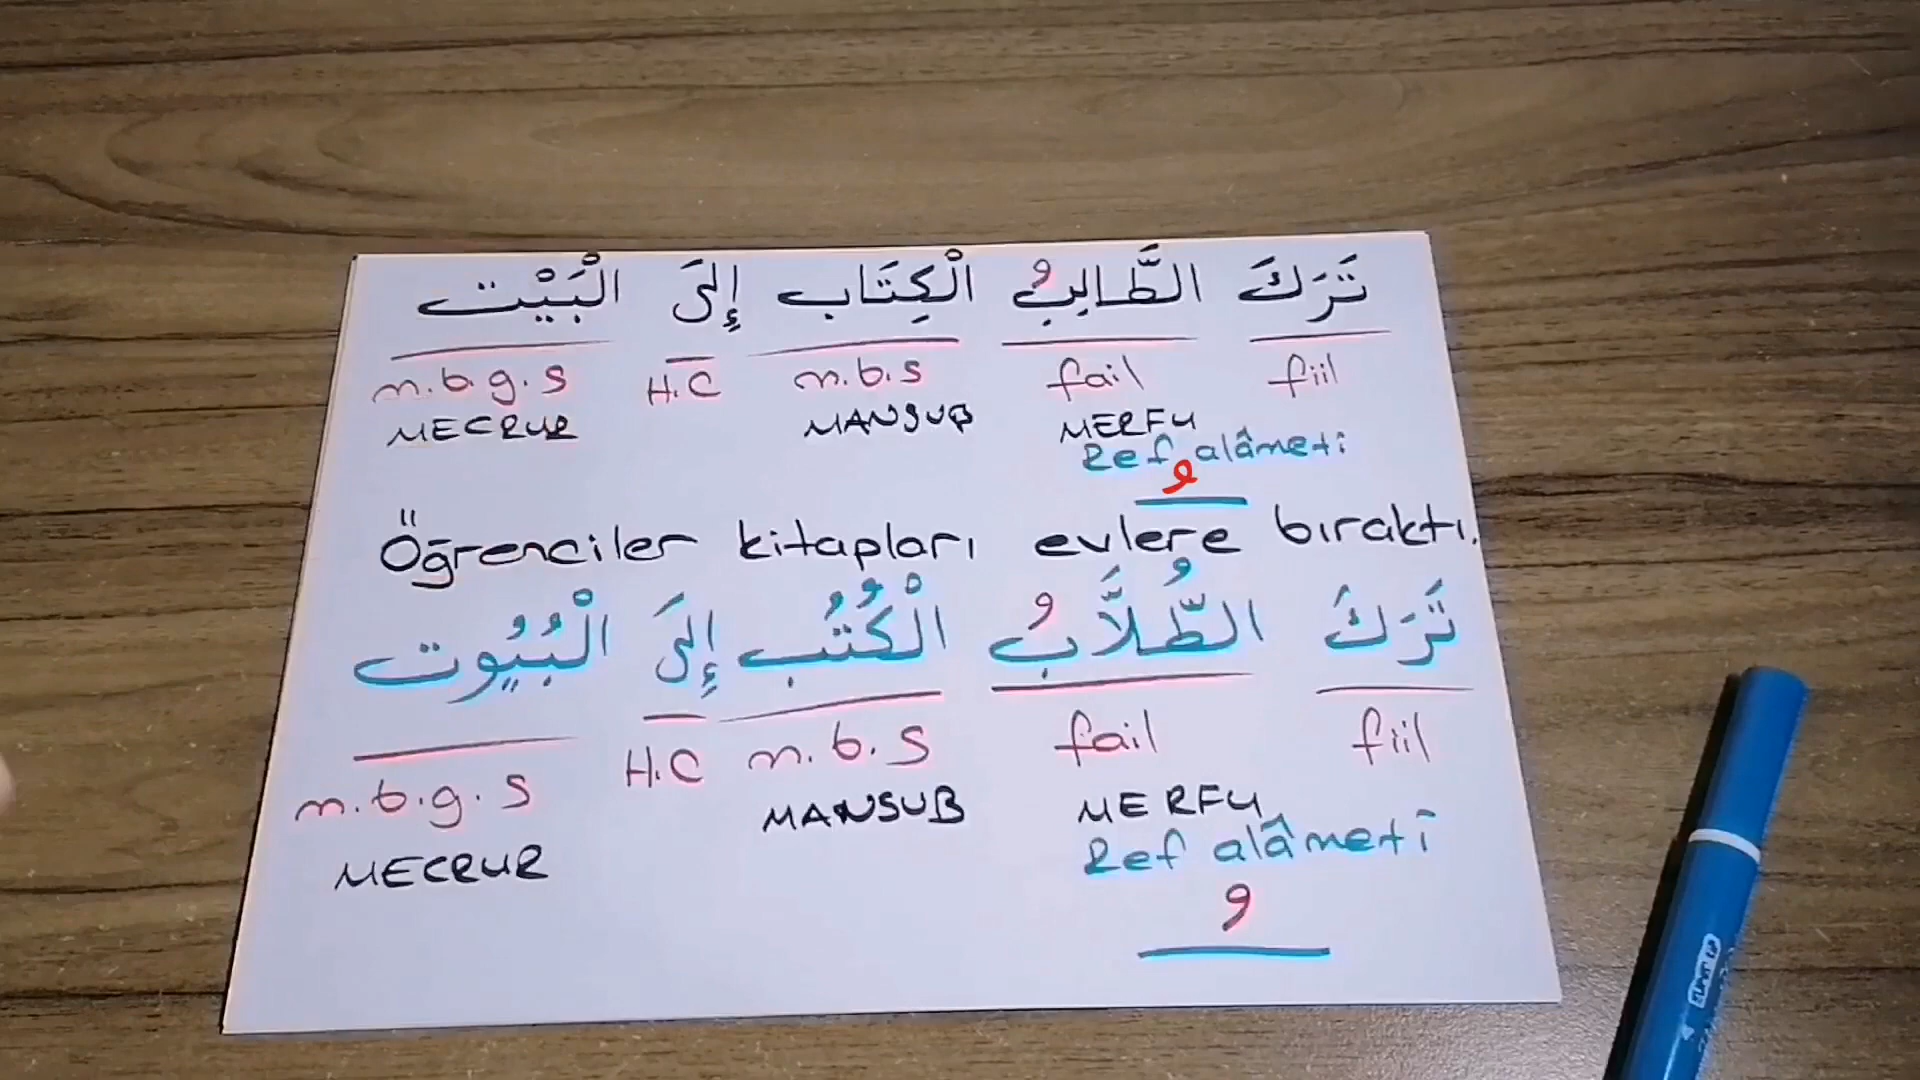 تَرَكَ الطَّالِبُ الْكِتَاب إِلَى الْبَيْت
fiil fail m.b.s H.C m.b.g.s
MERFU MANSUB MECRUR
Ref alâmeti
ُ
Öğrenciler kitapları evlere bıraktı.
تَرَكَ الطُّلَّابُ الْكُتُب إِلَى الْبُيُوت
fiil fail m.b.s H.C m.b.g.s
MERFU MANSUB MECRUR
Ref alâmeti
ُ